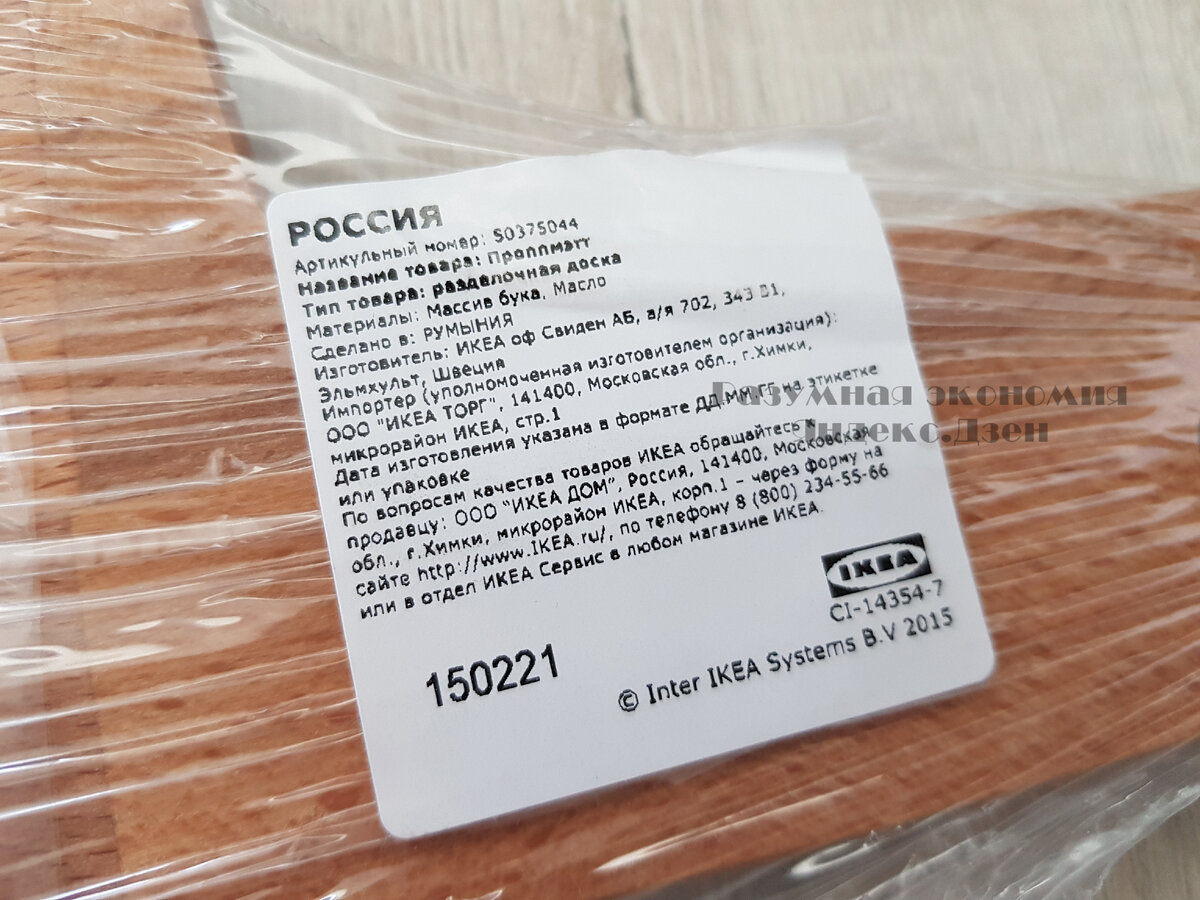 РОССИЯ
Артикульный номер: S0375044
Название товара: Проппмэтт
Тип товара: разделочная доска
Материалы: Массив бука, Масло
Сделано в: РУМЫНИЯ
Изготовитель: ИКЕА оф Свиден АБ, а/я 702, 343 81,
Эльмхульт, Швеция
Импортер (уполномоченная изготовителем организация):
ООО "ИКЕА ТОРГ", 141400, Московская обл., г.Химки,
микрорайон ИКЕА, стр.1
Дата изготовления указана в формате ДД.ММ.ГГ на этикетке
или упаковке
По вопросам качества товаров ИКЕА обращайтесь к
продавцу: ООО "ИКЕА ДОМ", Россия, 141400, Московская
обл., г.Химки, микрорайон ИКЕА, корп.1 - через форму на
сайте http://www.IKEA.ru/, по телефону 8 (800) 234-55-66
или в отдел ИКЕА Сервис в любом магазине ИКЕА.
IKEA
CI-14354-7
150221
© Inter IKEA Systems B.V 2015
Разумная экономия
Яндекс.Дзен